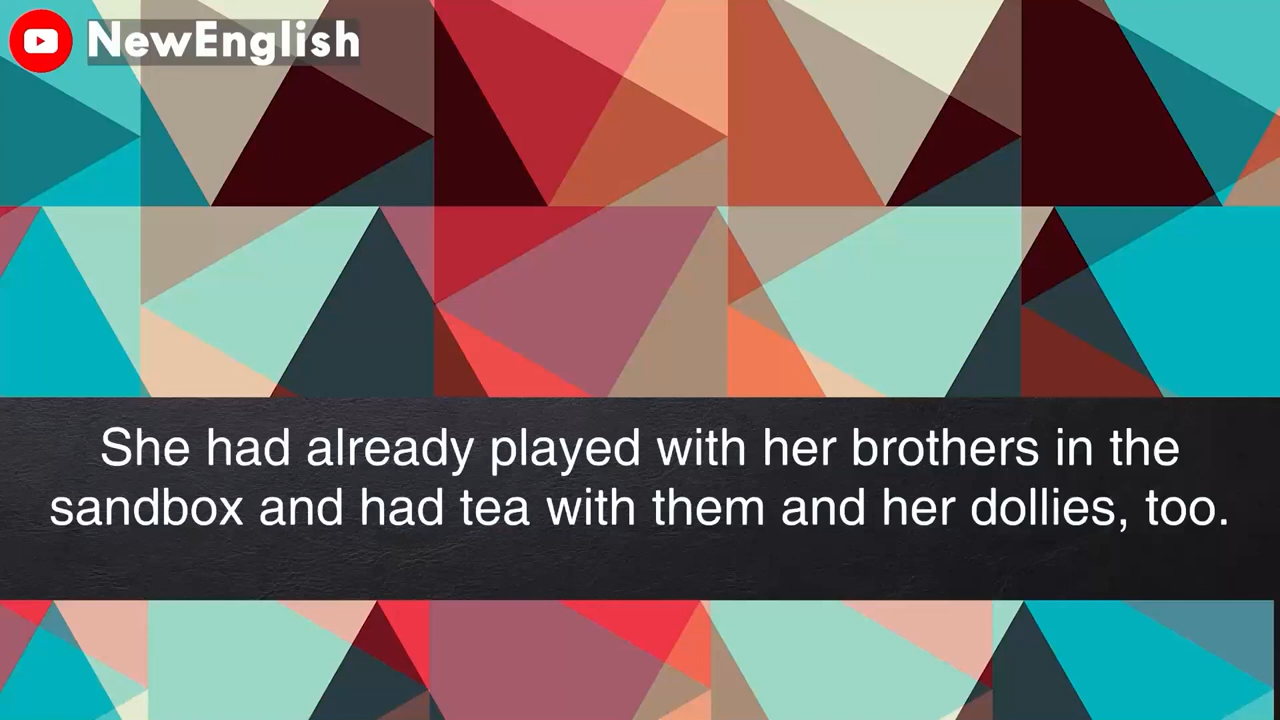 NewEnglish
She had already played with her brothers in the
sandbox and had tea with them and her dollies, too.